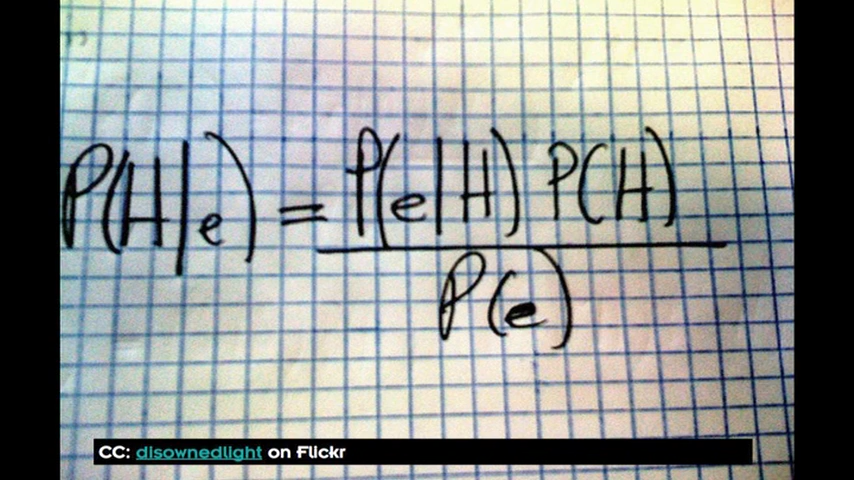 P(H|e) = P(e|H) P(H)
P(e)
CC: disownedlight on Flickr